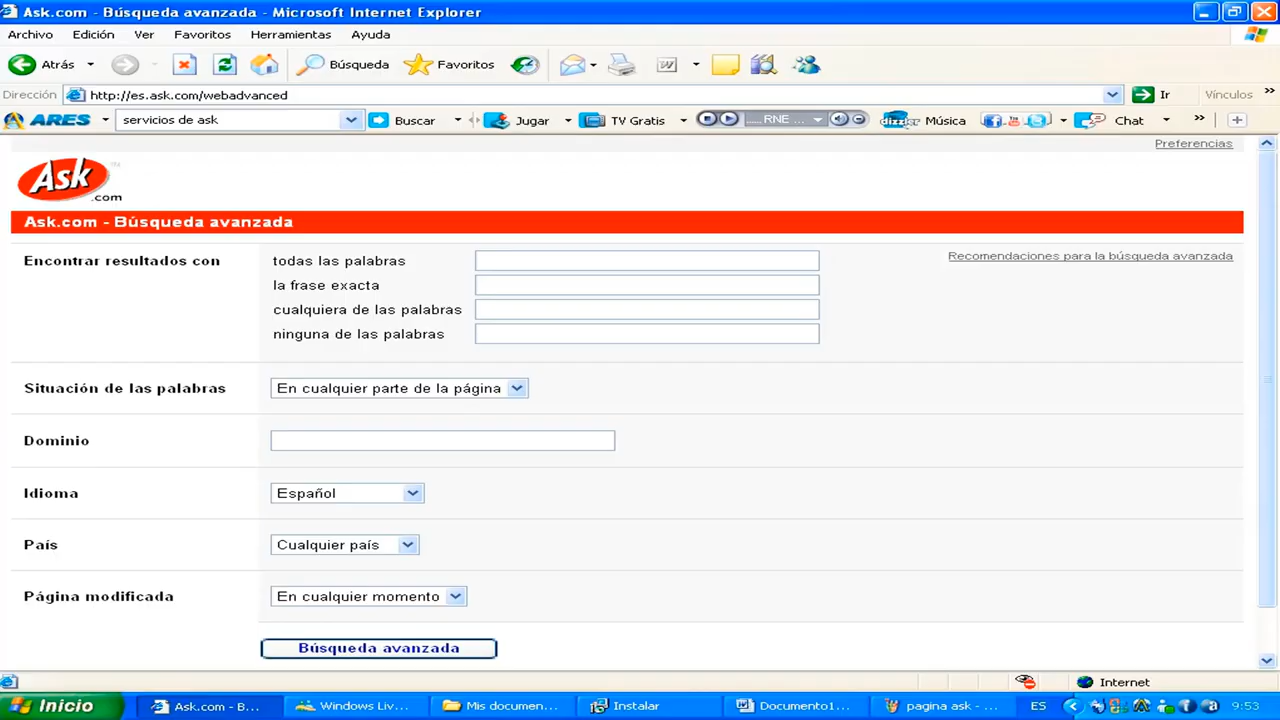 Ask.com - Búsqueda avanzada - Microsoft Internet Explorer
Archivo Edición Ver Favoritos Herramientas Ayuda
Atrás Búsqueda Favoritos
Dirección http://es.ask.com/webadvanced Ir Vínculos
ARES servicios de ask Buscar Jugar TV Gratis RNE ... dizzler Música Chat
Preferencias
Ask
.com
Ask.com - Búsqueda avanzada
Encontrar resultados con todas las palabras Recomendaciones para la búsqueda avanzada
la frase exacta
cualquiera de las palabras
ninguna de las palabras
Situación de las palabras En cualquier parte de la página
Dominio
Idioma Español
País Cualquier país
Página modificada En cualquier momento
Búsqueda avanzada
Internet
Inicio Ask.com - B... Windows Liv... Mis documen... Instalar Documento1... pagina ask - ... ES 9:53